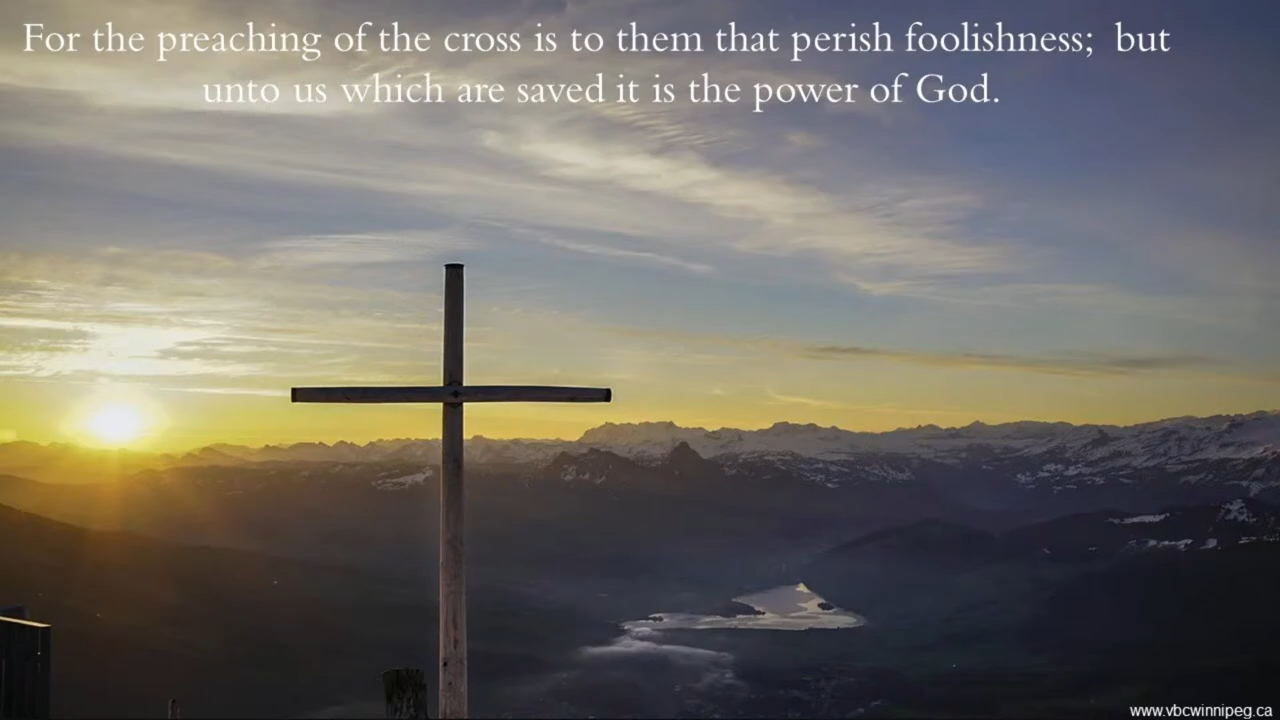 For the preaching of the cross is to them that perish foolishness;  but
unto us which are saved it is the power of God.
www.vbcwinnipeg.ca